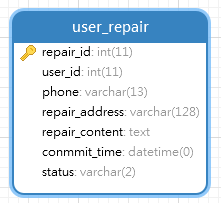 user_repair
repair_id: int(11)
user_id: int(11)
phone: varchar(13)
repair_address: varchar(128)
repair_content: text
conmmit_time: datetime(0)
status: varchar(2)